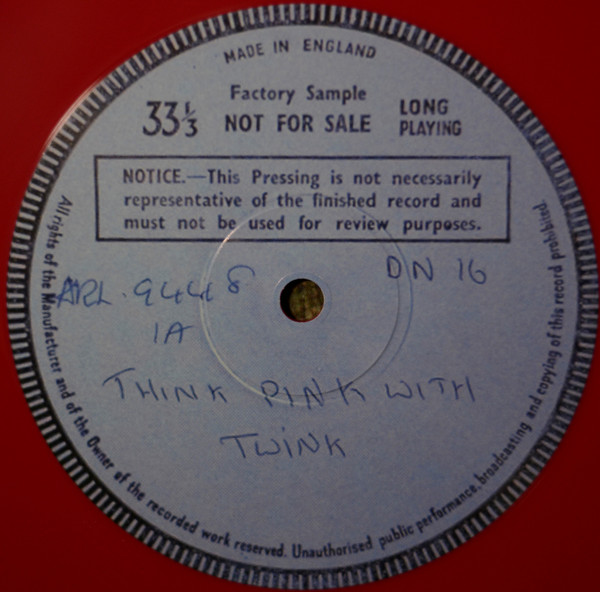 MADE IN ENGLAND
Factory Sample
33⅓ NOT FOR SALE LONG PLAYING
NOTICE.—This Pressing is not necessarily
representative of the finished record and
must not be used for review purposes.
ARL. 9448 DN 16
1A
THINK PINK WITH
TWINK
All rights of the Manufacturer and of the Owner of the recorded work reserved. Unauthorised public performance, broadcasting and copying of this record prohibited.